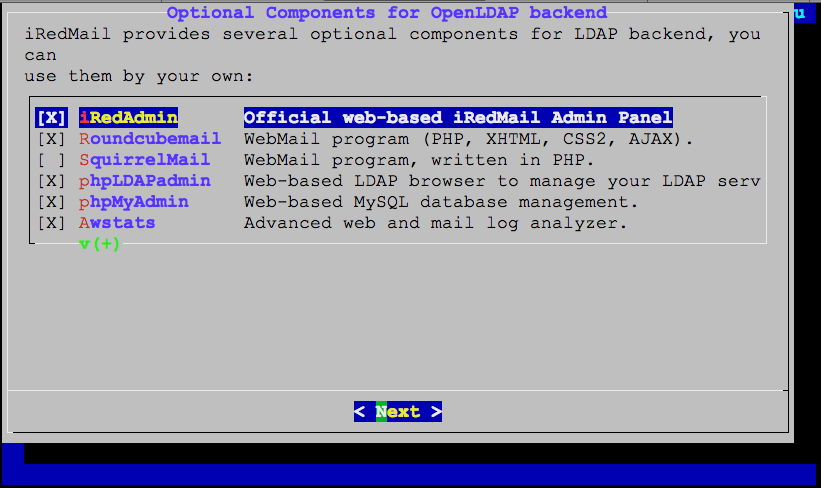 Optional Components for OpenLDAP backend
u
iRedMail provides several optional components for LDAP backend, you
can
use them by your own:
[X] iRedAdmin Official web-based iRedMail Admin Panel
[X] Roundcubemail WebMail program (PHP, XHTML, CSS2, AJAX).
[ ] SquirrelMail WebMail program, written in PHP.
[X] phpLDAPadmin Web-based LDAP browser to manage your LDAP serv
[X] phpMyAdmin Web-based MySQL database management.
[X] Awstats Advanced web and mail log analyzer.
v(+)
< Next >